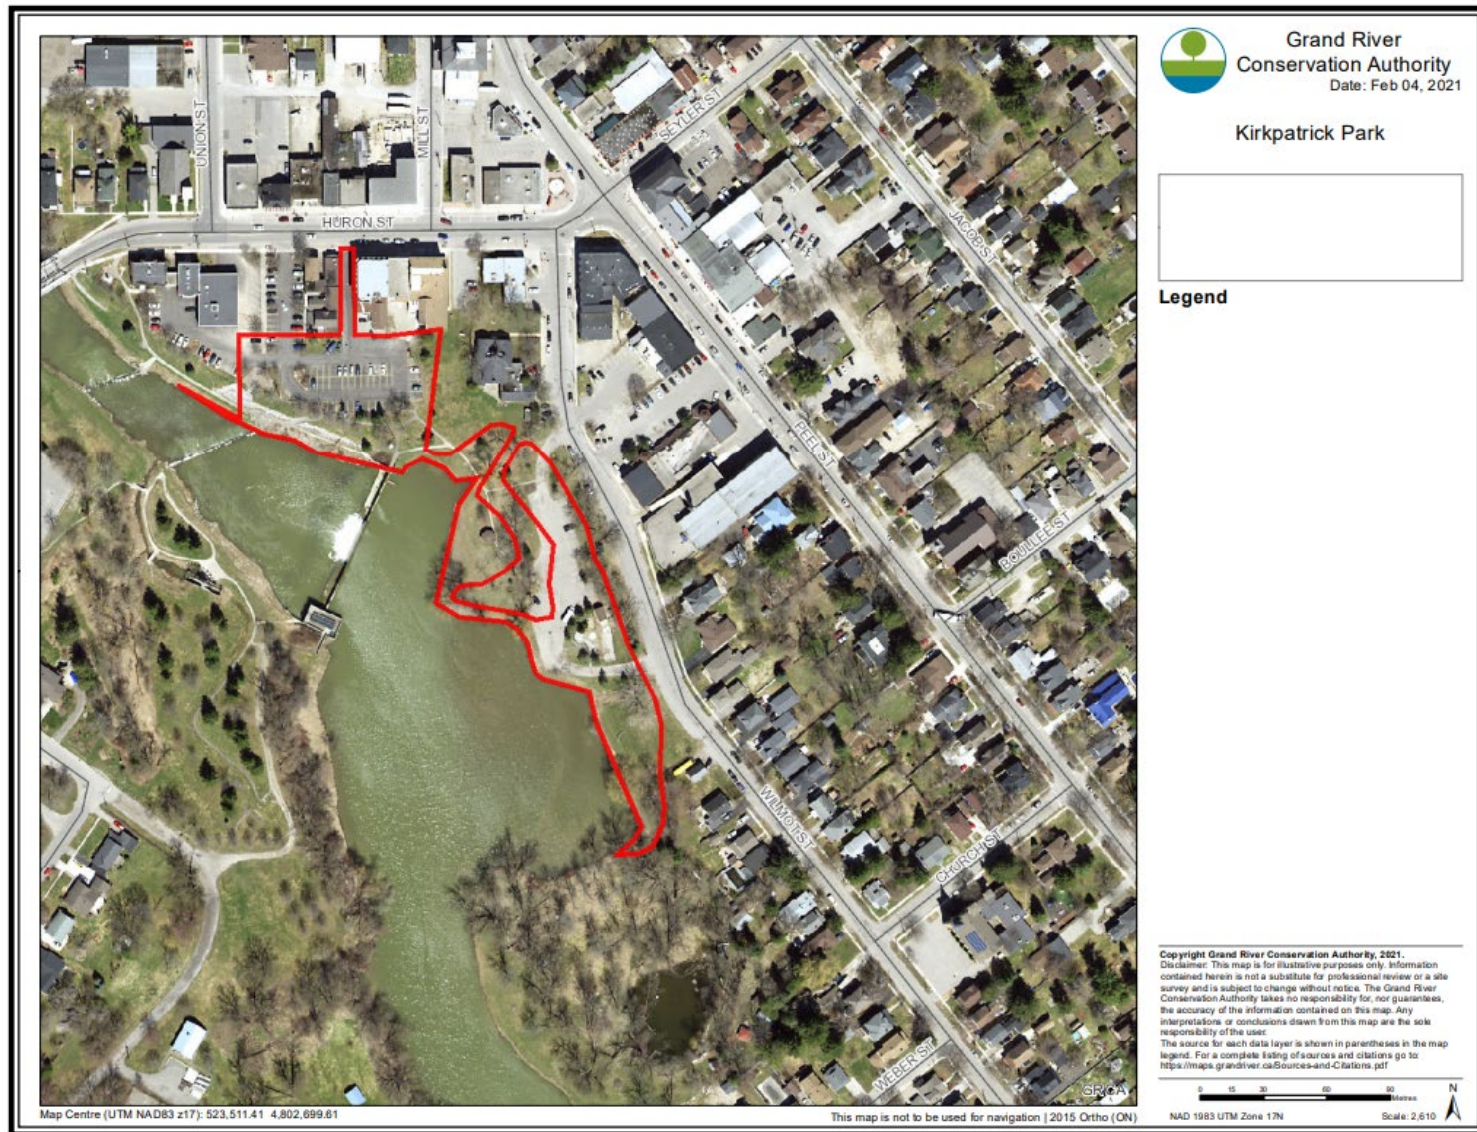 Grand River
Conservation Authority
Date: Feb 04, 2021
Kirkpatrick Park
Legend
UNION ST
MILL ST
SEYLER ST
HURON ST
JACOB ST
PEEL ST
BOULLEE ST
WILMOT ST
CHURCH ST
WEBER ST
GRCA
Copyright Grand River Conservation Authority, 2021.
Disclaimer: This map is for illustrative purposes only. Information
contained herein is not a substitute for professional review or a site
survey and is subject to change without notice. The Grand River
Conservation Authority takes no responsibility for, nor guarantees,
the accuracy of the information contained on this map. Any
interpretations or conclusions drawn from this map are the sole
responsibility of the user.
The source for each data layer is shown in parentheses in the map
legend. For a complete listing of sources and citations go to:
https://maps.grandriver.ca/Sources-and-Citations.pdf
0 15 30 60 90
Metres
N
NAD 1983 UTM Zone 17N
Scale: 2,610
Map Centre (UTM NAD83 z17): 523,511.41 4,802,699.61
This map is not to be used for navigation | 2015 Ortho (ON)